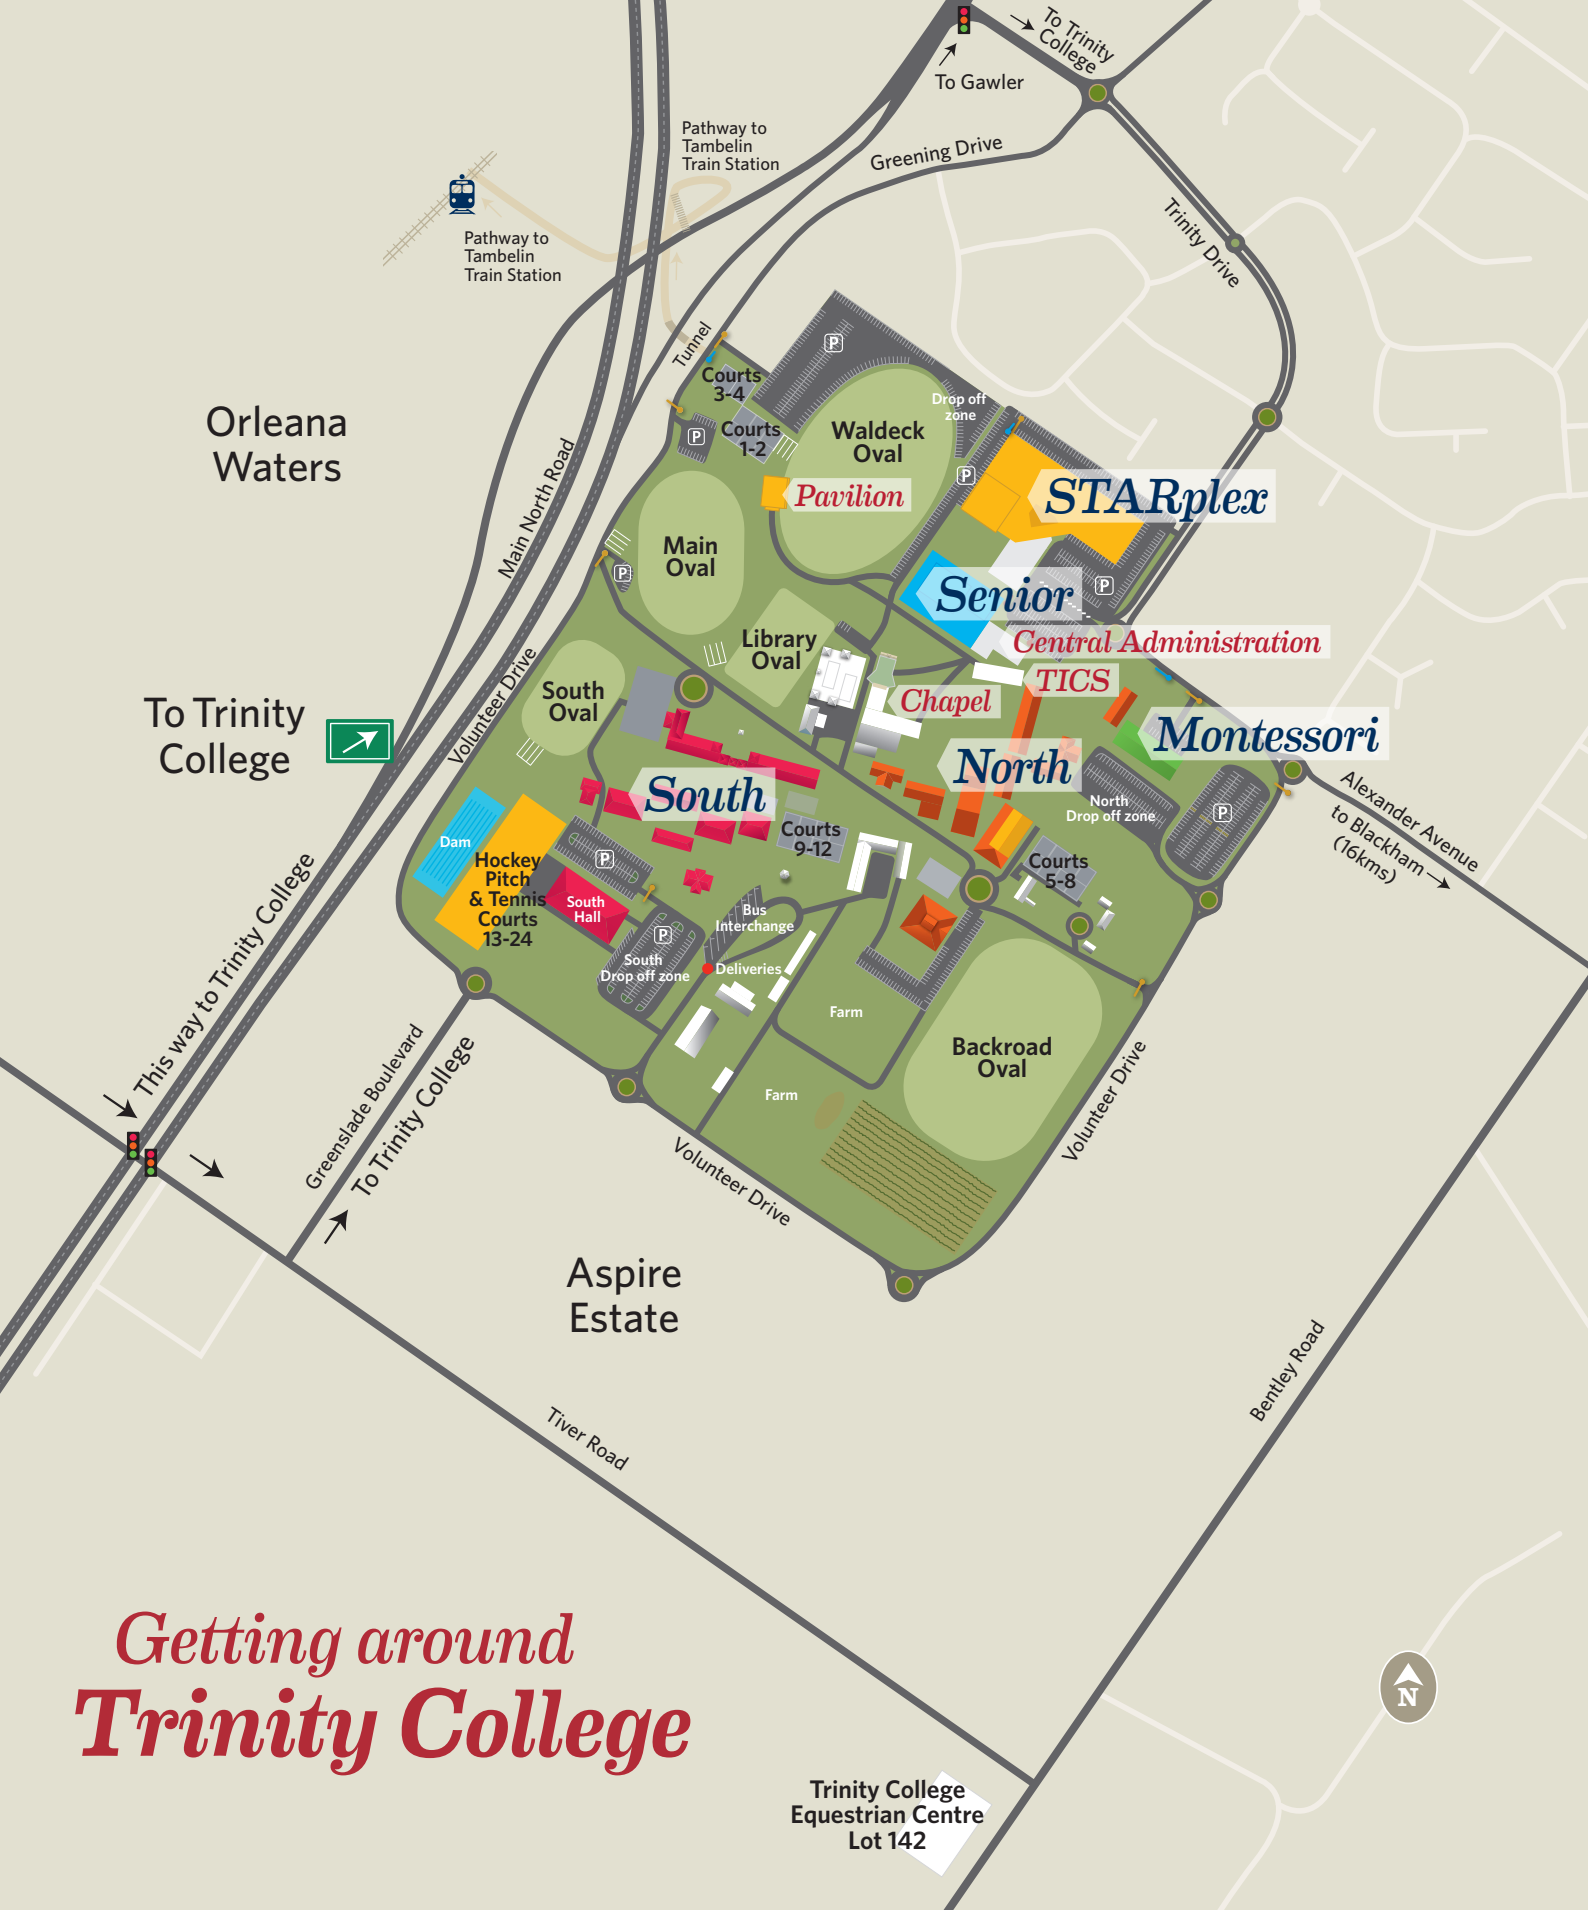 To Trinity
College
To Gawler
Pathway to
Tambelin
Train Station
Greening Drive
Trinity Drive
Pathway to
Tambelin
Train Station
Tunnel
P
Courts
3-4
Drop off
zone
Orleana
Waters
P
Courts
1-2
Waldeck
Oval
P
STARplex
Pavilion
Main North Road
Main
Oval
P
Senior
P
Library
Oval
Central Administration
TICS
South
Oval
Chapel
To Trinity
College
Volunteer Drive
Montessori
North
South
North
Drop off zone
P
Alexander Avenue
to Blackham
(16kms)
Dam
Courts
9-12
Hockey
Pitch
& Tennis
Courts
13-24
P
Courts
5-8
South
Hall
Bus
Interchange
P
South
Drop off zone
Deliveries
This way to Trinity College
Farm
Backroad
Oval
Greenslade Boulevard
To Trinity College
Farm
Volunteer Drive
Volunteer Drive
Aspire
Estate
Bentley Road
Tiver Road
Getting around
Trinity College
N
Trinity College
Equestrian Centre
Lot 142